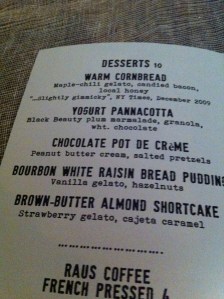 DESSERTS 10
WARM CORNBREAD
Maple-chili gelato, candied bacon,
local honey
"...Slightly gimmicky", NY Times, December 2009
YOGURT PANNACOTTA
Black Beauty plum marmalade, granola,
wht. chocolate
CHOCOLATE POT DE CRèME
Peanut butter cream, salted pretzels
BOURBON WHITE RAISIN BREAD PUDDING
Vanilla gelato, hazelnuts
BROWN-BUTTER ALMOND SHORTCAKE
Strawberry gelato, cajeta caramel
RAUS COFFEE
FRENCH PRESSED 4